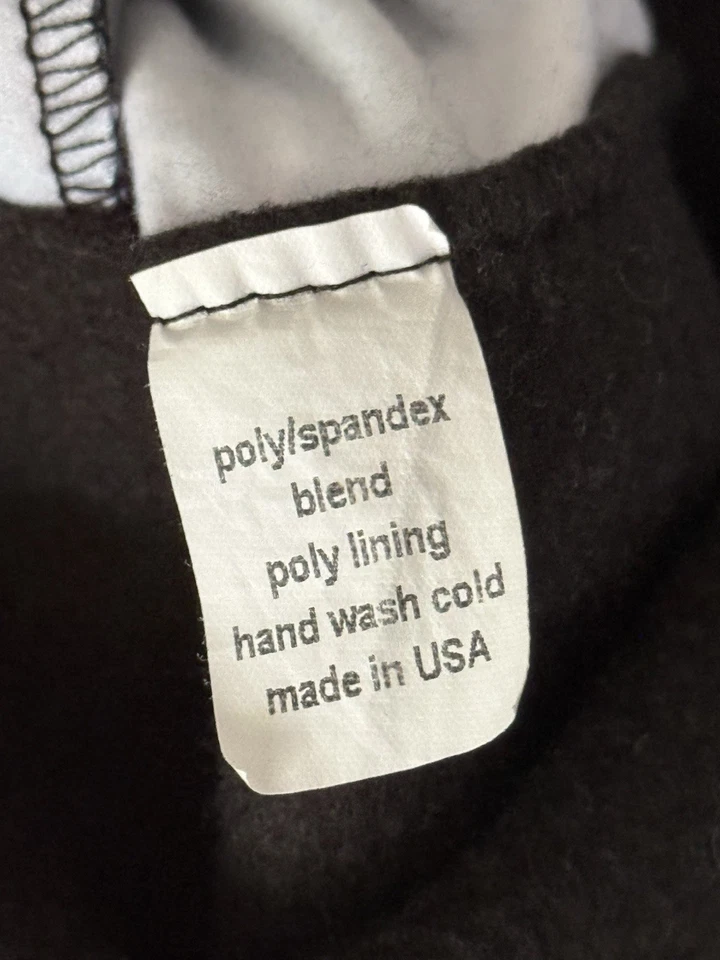 poly/spandex
blend
poly lining
hand wash cold
made in USA